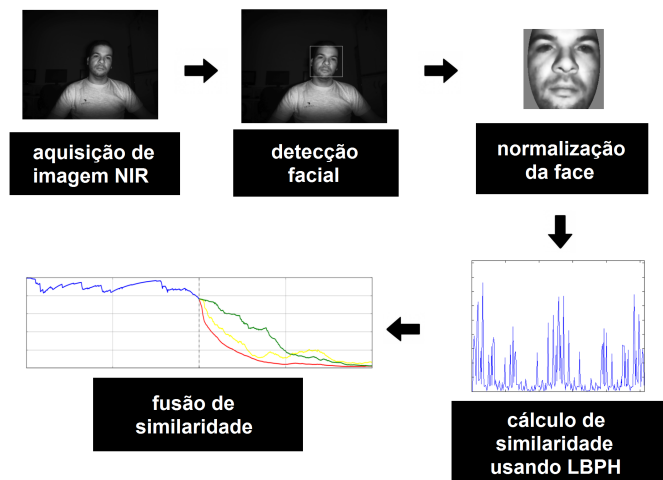 aquisição de
imagem NIR
detecção
facial
normalização
da face
cálculo de
similaridade
usando LBPH
fusão de
similaridade